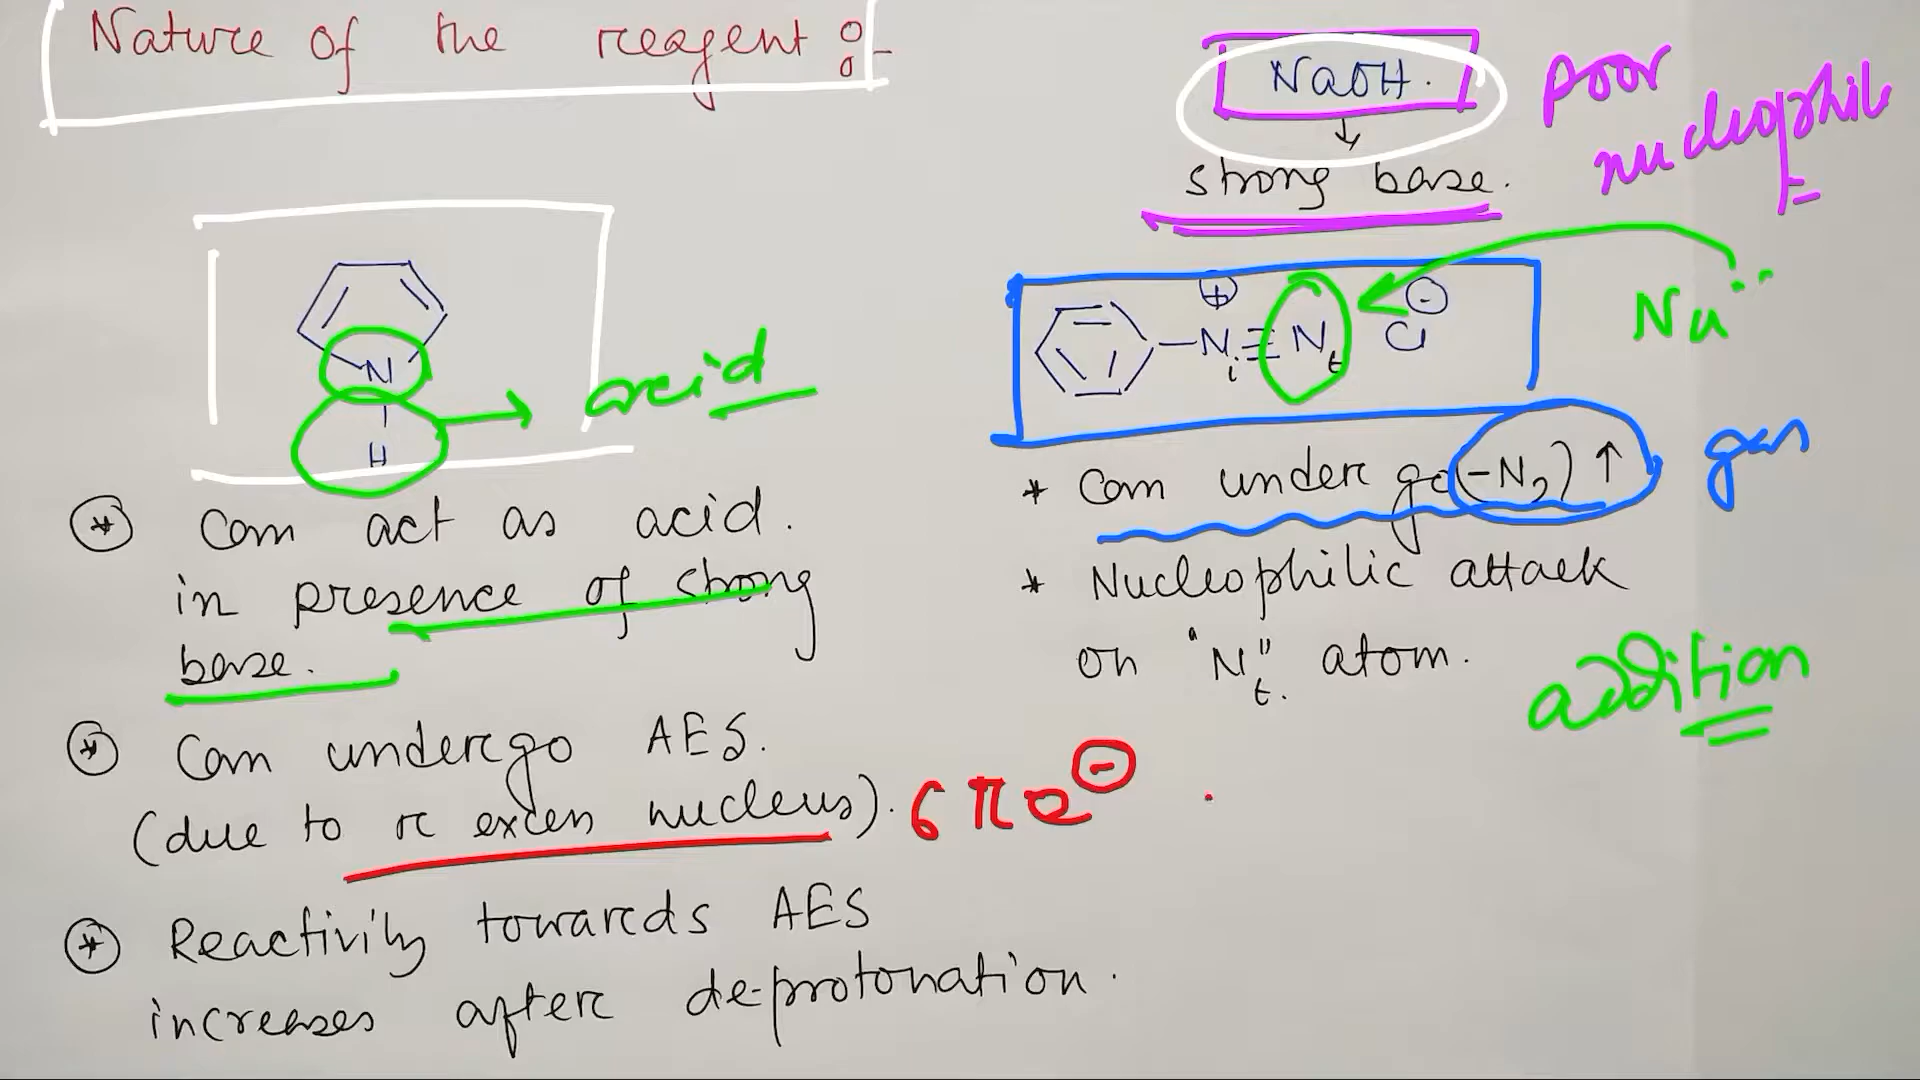 Nature of the reagent :-
N
H
acid
* Can act as acid.
in presence of strong
base.
* Can undergo AES.
(due to π excess nucleus). 6πe⊖
* Reactivity towards AES
increases after deprotonation.
NaOH.
↓
strong base.
poor
nucleophil
⊕ ⊖
N ≡ N Cl
i t
Nu¨
* Can undergo (-N2) ↑ gas
* Nucleophilic attack
on "Nt" atom.
addition